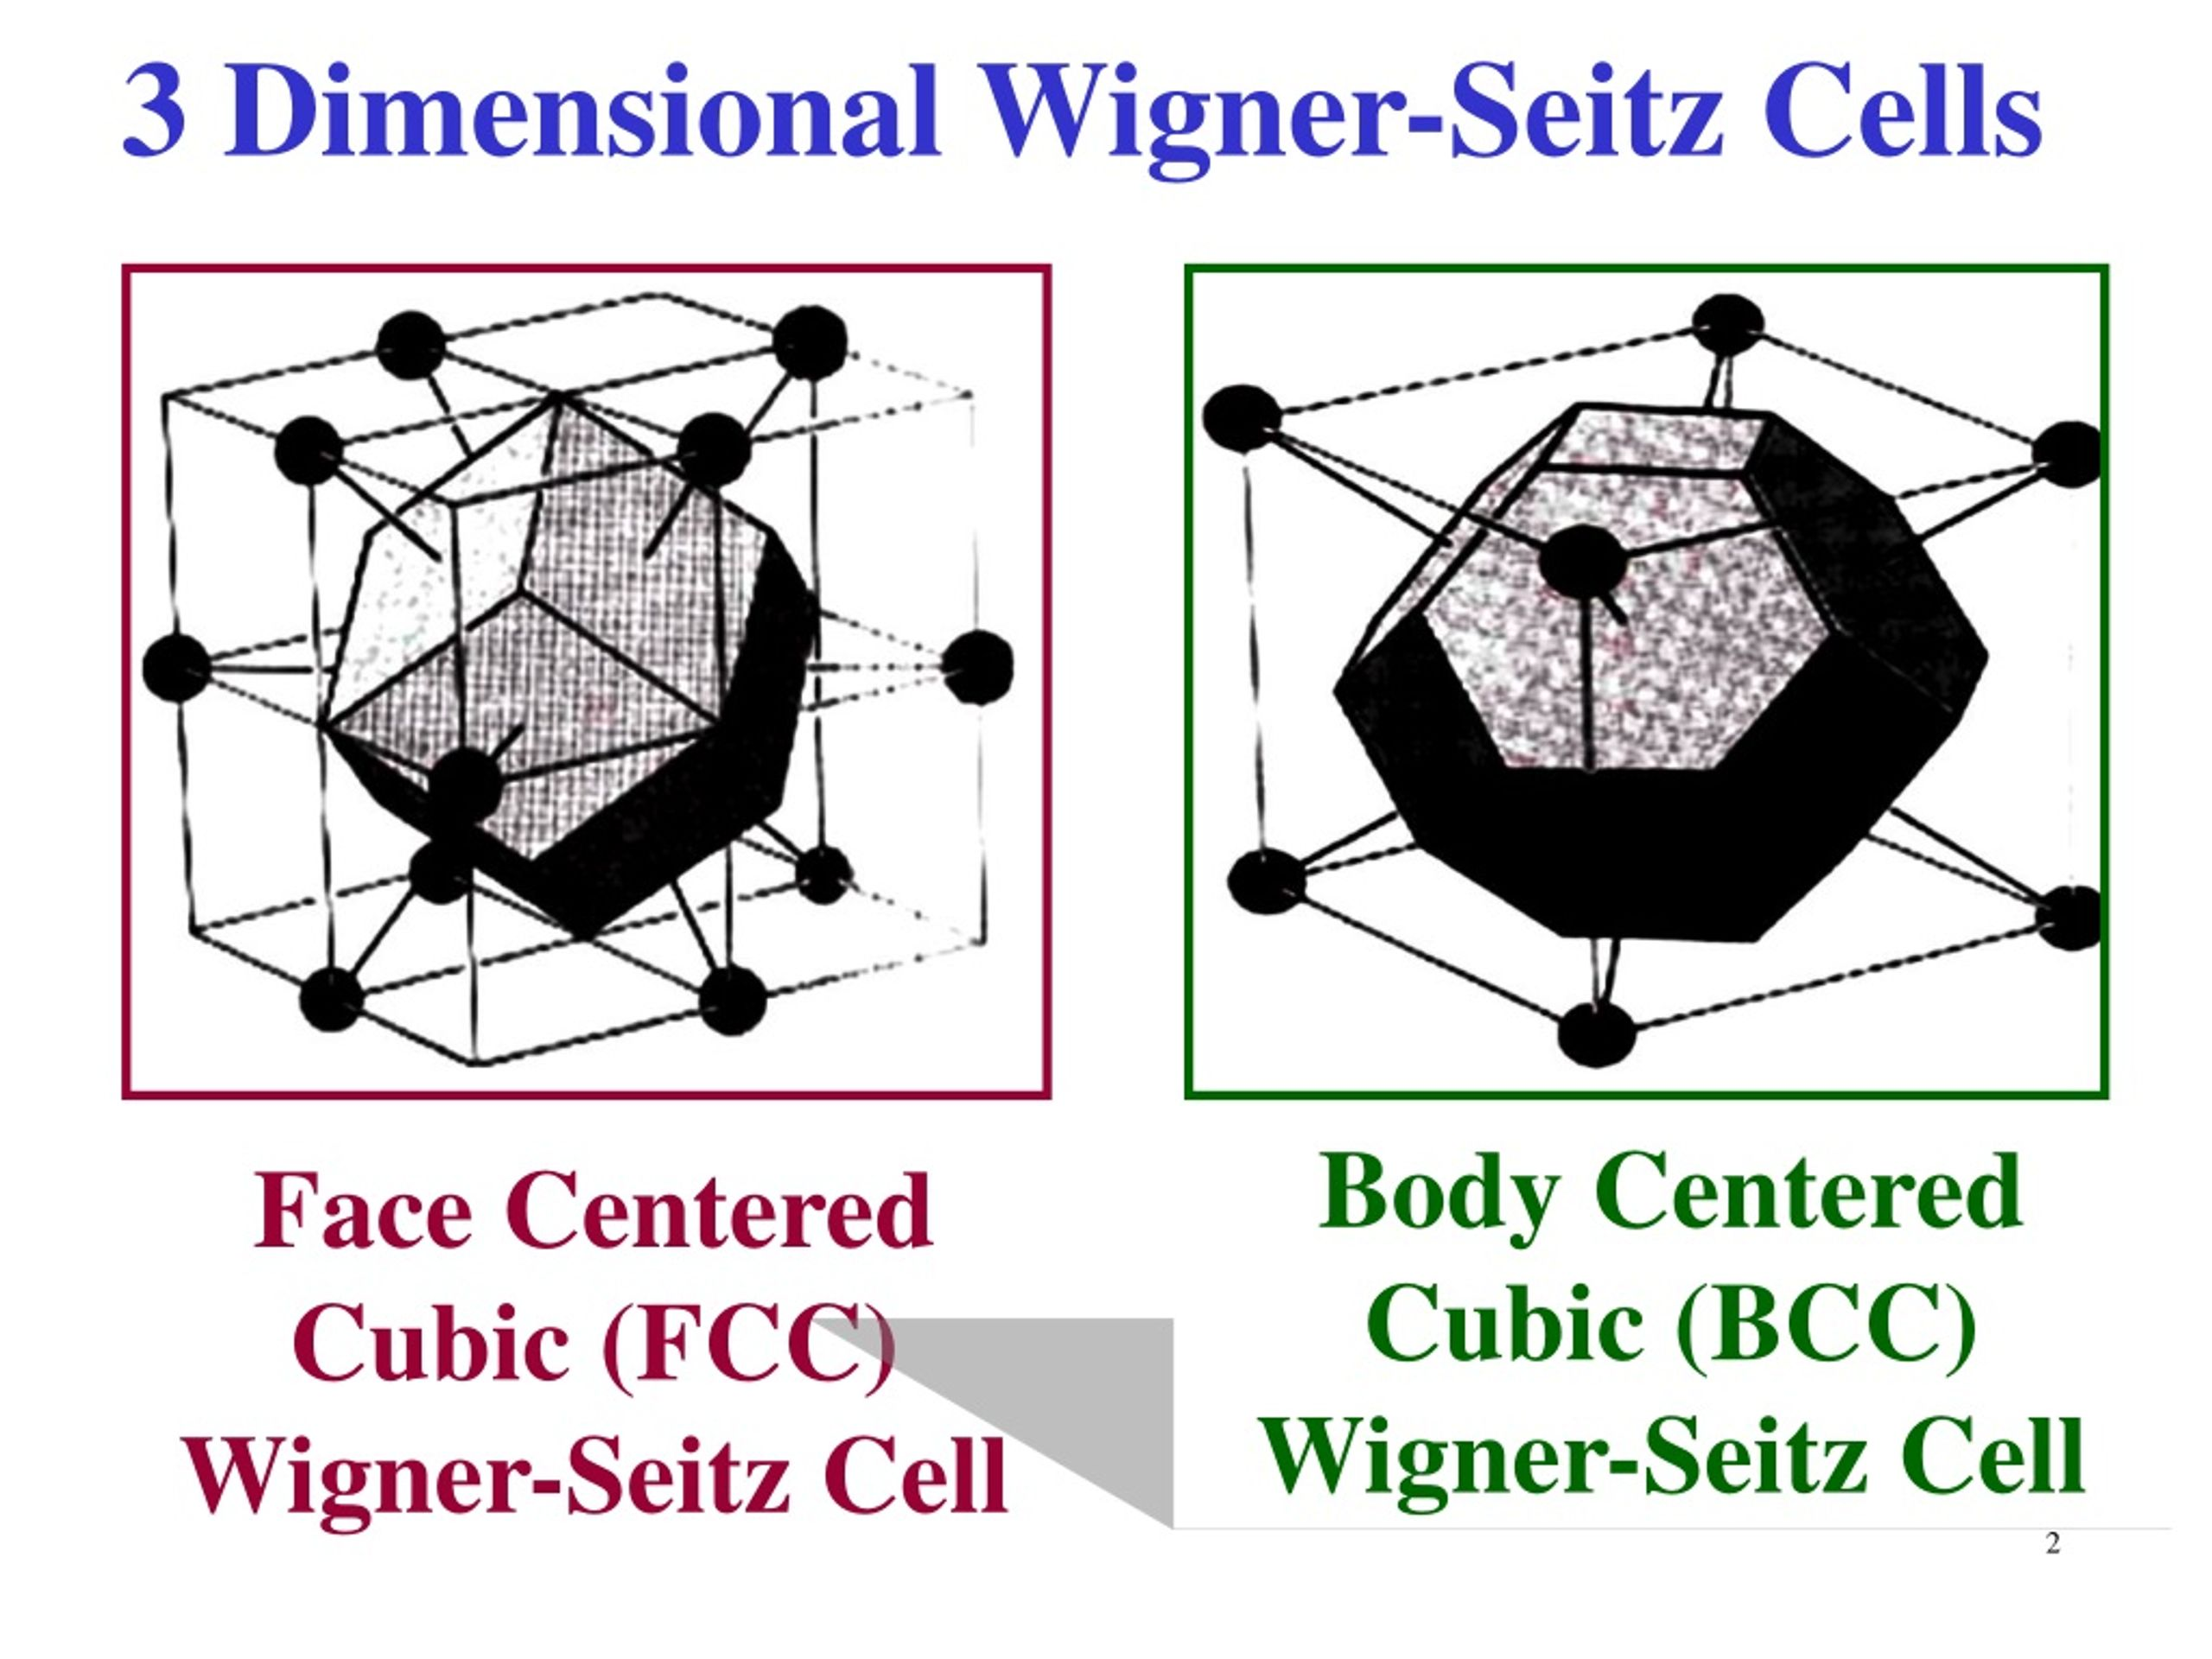 3 Dimensional Wigner-Seitz Cells
Face Centered
Cubic (FCC)
Wigner-Seitz Cell
Body Centered
Cubic (BCC)
Wigner-Seitz Cell
2